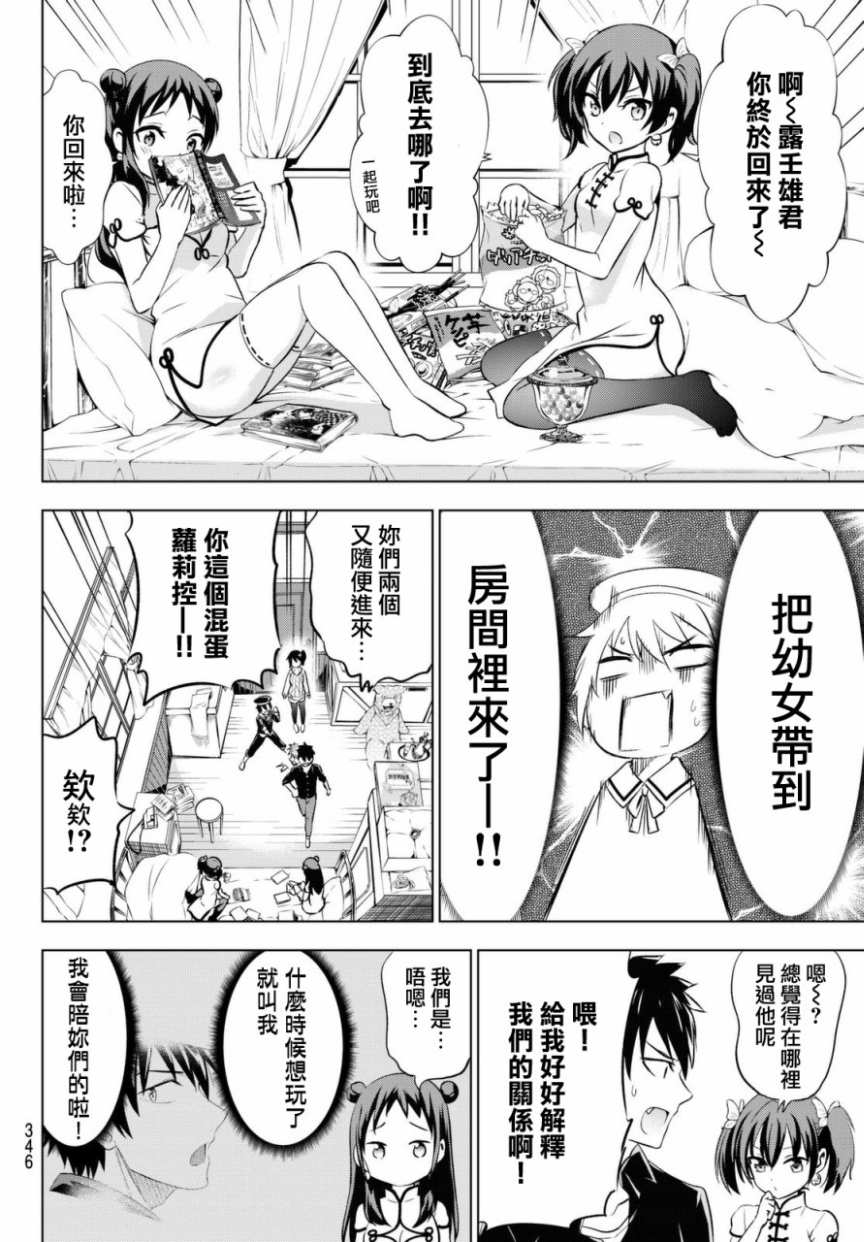 啊～露壬雄君
你終於回來了～
到底去哪了啊!!
一起玩吧
你回來啦…
把幼女帶到
房間裡來了ー!!
妳們兩個
又隨便進來…
你這個混蛋
蘿莉控ー!!
欸欸!?
嗯～?
總覺得在哪裡
見過他呢
喂！
給我好好解釋
我們的關係啊！
我們是…
唔嗯…
什麼時候想玩了
就叫我
我會陪妳們的啦！
346